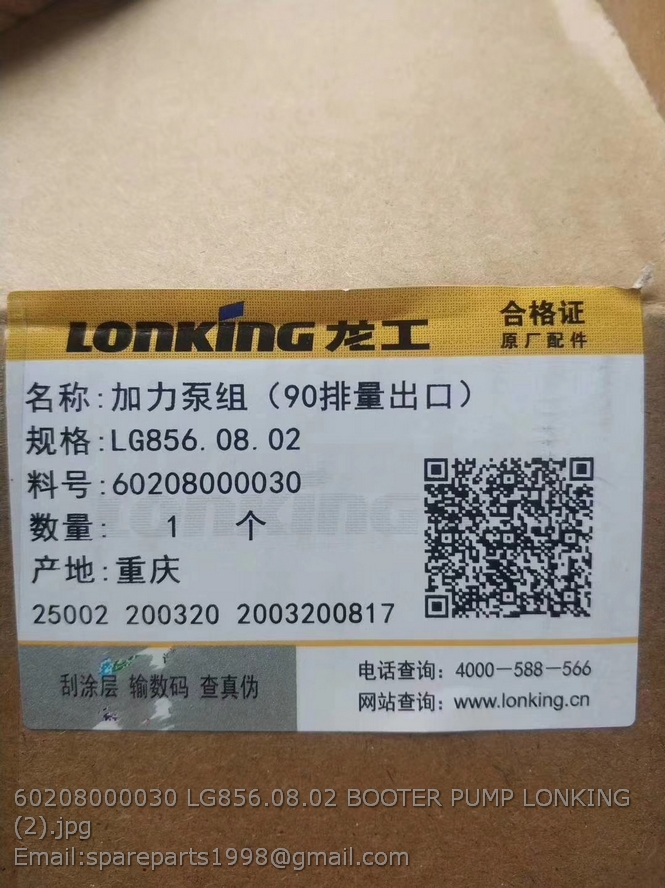 LONKING 龙工
合格证
原厂配件
名称:加力泵组（90排量出口）
规格:LG856.08.02
料号:60208000030
数量: 1 个
产地:重庆
25002 200320 2003200817
刮涂层 输数码 查真伪
电话查询: 4000-588-566
网站查询: www.lonking.cn
60208000030 LG856.08.02 BOOTER PUMP LONKING
(2).jpg
Email:spareparts1998@gmail.com